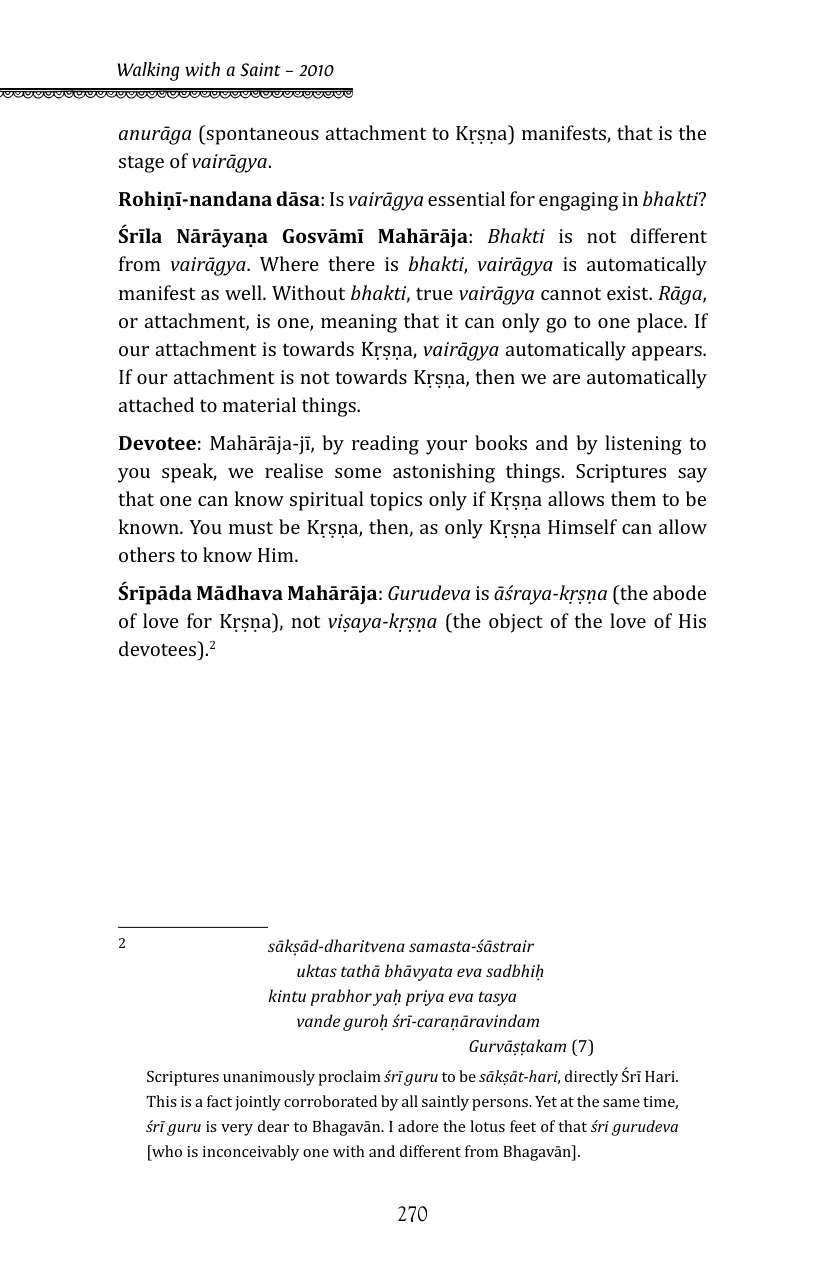 Walking with a Saint – 2010
anurāga (spontaneous attachment to Kṛṣṇa) manifests, that is the
stage of vairāgya.
Rohiṇī-nandana dāsa: Is vairāgya essential for engaging in bhakti?
Śrīla Nārāyaṇa Gosvāmī Mahārāja: Bhakti is not different
from vairāgya. Where there is bhakti, vairāgya is automatically
manifest as well. Without bhakti, true vairāgya cannot exist. Rāga,
or attachment, is one, meaning that it can only go to one place. If
our attachment is towards Kṛṣṇa, vairāgya automatically appears.
If our attachment is not towards Kṛṣṇa, then we are automatically
attached to material things.
Devotee: Mahārāja-jī, by reading your books and by listening to
you speak, we realise some astonishing things. Scriptures say
that one can know spiritual topics only if Kṛṣṇa allows them to be
known. You must be Kṛṣṇa, then, as only Kṛṣṇa Himself can allow
others to know Him.
Śrīpāda Mādhava Mahārāja: Gurudeva is āśraya-kṛṣṇa (the abode
of love for Kṛṣṇa), not viṣaya-kṛṣṇa (the object of the love of His
devotees).²
2 sākṣād-dharitvena samasta-śāstrair
uktas tathā bhāvyata eva sadbhiḥ
kintu prabhor yaḥ priya eva tasya
vande guroḥ śrī-caraṇāravindam
Gurvāṣṭakam (7)
Scriptures unanimously proclaim śrī guru to be sākṣāt-hari, directly Śrī Hari.
This is a fact jointly corroborated by all saintly persons. Yet at the same time,
śrī guru is very dear to Bhagavān. I adore the lotus feet of that śri gurudeva
[who is inconceivably one with and different from Bhagavān].
270